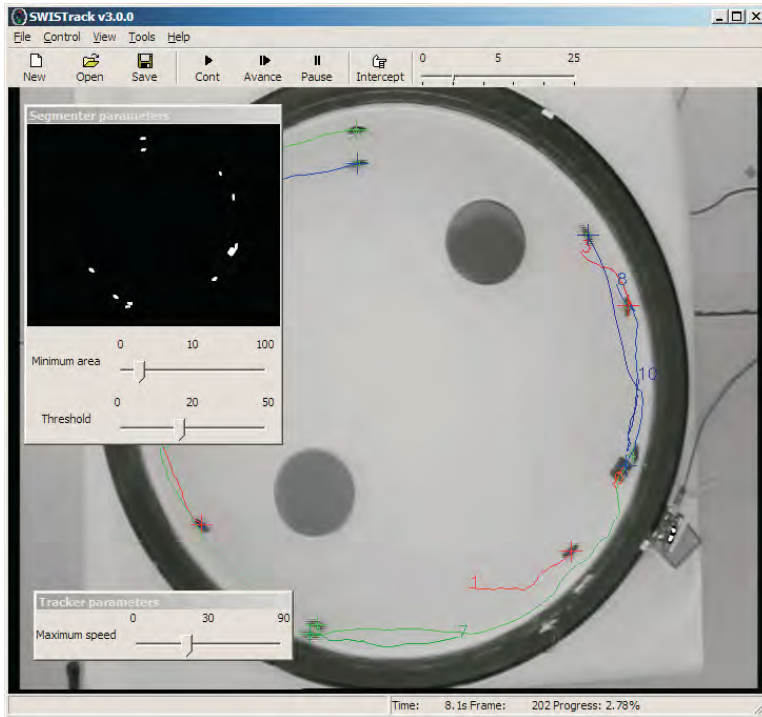 SWISTrack v3.0.0
File Control View Tools Help
0 5 25
New Open Save Cont Avance Pause Intercept
Segmenter parameters
0 10 100
Minimum area
0 20 50
Threshold
8
10
1
7
Tracker parameters
0 30 90
Maximum speed
Time: 8.1s Frame: 202 Progress: 2.78%